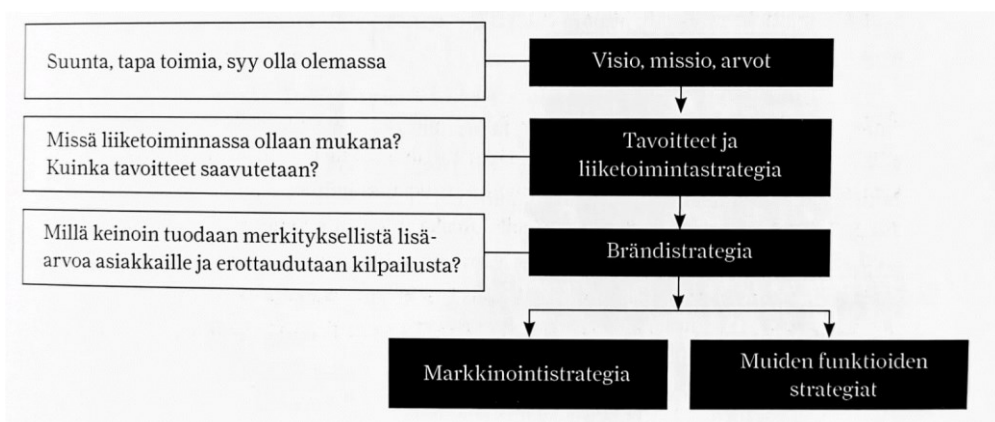 Suunta, tapa toimia, syy olla olemassa
Visio, missio, arvot
Missä liiketoiminnassa ollaan mukana?
Kuinka tavoitteet saavutetaan?
Tavoitteet ja
liiketoimintastrategia
Millä keinoin tuodaan merkityksellistä lisä-
arvoa asiakkaille ja erottaudutaan kilpailusta?
Brändistrategia
Markkinointistrategia
Muiden funktioiden
strategiat